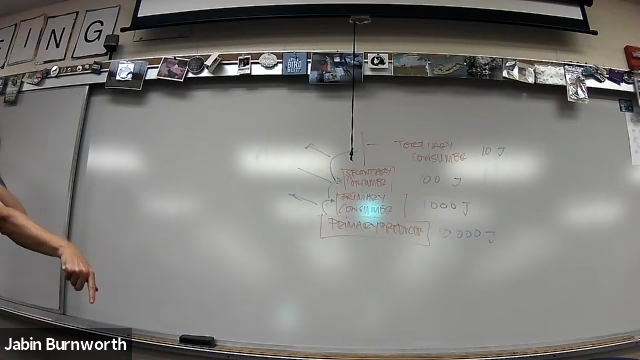 ING
TERTIARY
CONSUMER 10 J
SECONDARY
CONSUMER 100 J
PRIMARY
CONSUMER 1000 J
PRIMARY PRODUCER 10000 J
Jabin Burnworth